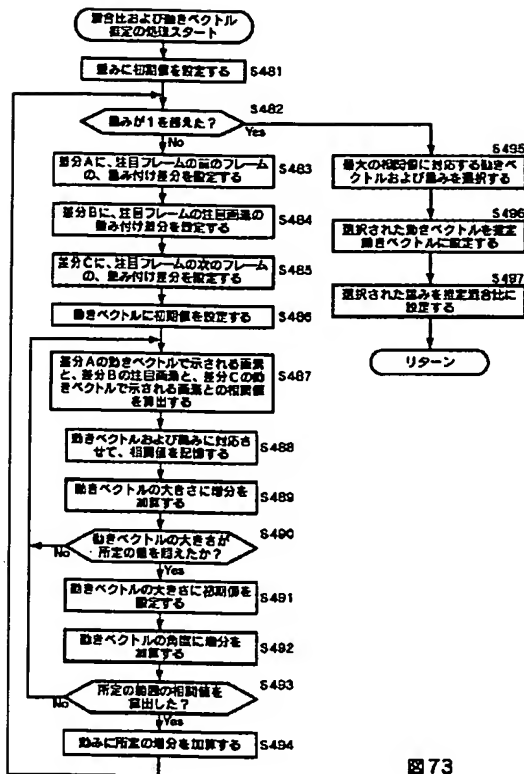 混合比および動きベクトル
推定の処理スタート
重みに初期値を設定する
S481
重みが1を超えた?
S482
Yes
No
差分Aに、注目フレームの前のフレーム
の、重み付け差分を設定する
S483
差分Bに、注目フレームの注目画素の
重み付け差分を設定する
S484
差分Cに、注目フレームの次のフレーム
の、重み付け差分を設定する
S485
動きベクトルに初期値を設定する
S486
差分Aの動きベクトルで示される画素
と、差分Bの注目画素と、差分Cの動
きベクトルで示される画素との相関値
を算出する
S487
動きベクトルおよび重みに対応さ
せて、相関値を記憶する
S488
動きベクトルの大きさに増分を
加算する
S489
動きベクトルの大きさが
所定の値を超えたか?
S490
No
Yes
動きベクトルの大きさに初期値を
設定する
S491
動きベクトルの角度に増分を
加算する
S492
所定の範囲の相関値を
算出した?
S493
No
Yes
重みに所定の増分を加算する
S494
S495
最大の相関値に対応する動きベ
クトルおよび重みを選択する
S496
選択された動きベクトルを推定
動きベクトルに設定する
S497
選択された重みを推定混合比に
設定する
リターン
図73